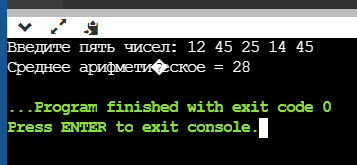 Введите пять чисел: 12 45 25 14 45
Среднее арифмети�еское = 28
...Program finished with exit code 0
Press ENTER to exit console.